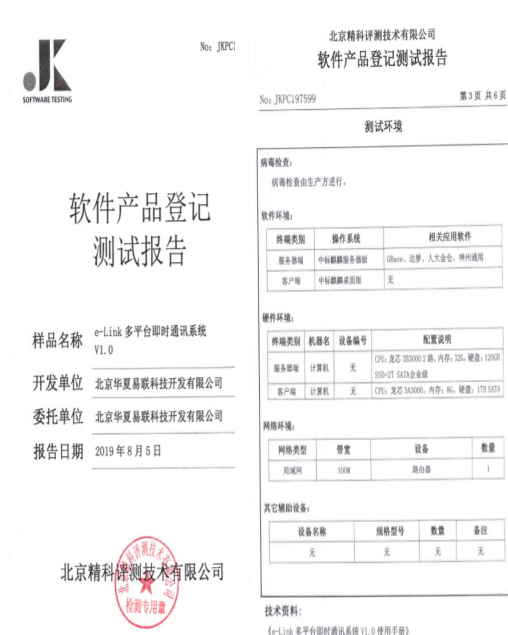 JK
SOFTWARE TESTING
No: JKPC1
软件产品登记
测试报告
样品名称 e-Link 多平台即时通讯系统
V1.0
开发单位 北京华夏易联科技开发有限公司
委托单位 北京华夏易联科技开发有限公司
报告日期 2019 年 8 月 5 日
北京精科评测技术有限公司
检测专用章
北京精科评测技术有限公司
软件产品登记测试报告
No: JKPC197599 第 3 页 共 6 页
测试环境
病毒检查:
病毒检查由生产方进行。
软件环境:
终端类别 操作系统 相关应用软件
服务器端 中标麒麟服务器版 GBase、达梦、人大金仓、神州通用
客户端 中标麒麟桌面版 无
硬件环境:
终端类别 机器名 设备编号 配置说明
服务器端 计算机 无 CPU: 龙芯 3B3000 2 路, 内存: 32G, 硬盘: 120GB
SSD+2T SATA企业级
客户端 计算机 无 CPU: 龙芯 3A3000, 内存: 8G, 硬盘: 1TB SATA
网络环境:
网络类型 带宽 设备 数量
局域网 100M 路由器 1
其它辅助设备:
设备名称 规格型号 数量 备注
无 无 无 无
技术资料:
《e-Link 多平台即时通讯系统 V1.0 使用手册》